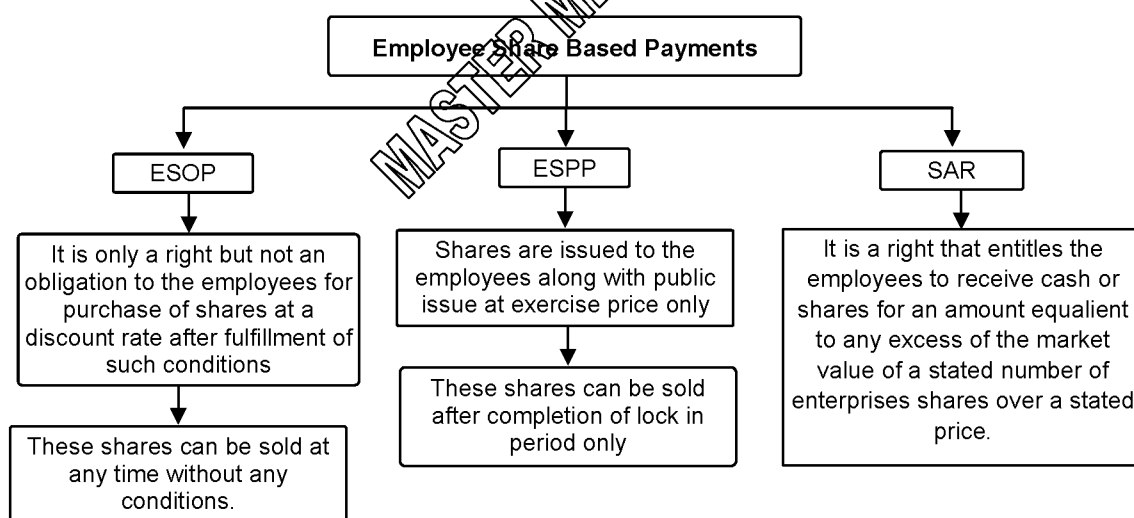 Employee Share Based Payments
MASTER
ESOP
ESPP
SAR
It is only a right but not an
obligation to the employees for
purchase of shares at a
discount rate after fulfillment of
such conditions
These shares can be sold at
any time without any
conditions.
Shares are issued to the
employees along with public
issue at exercise price only
These shares can be sold
after completion of lock in
period only
It is a right that entitles the
employees to receive cash or
shares for an amount equalient
to any excess of the market
value of a stated number of
enterprises shares over a stated
price.